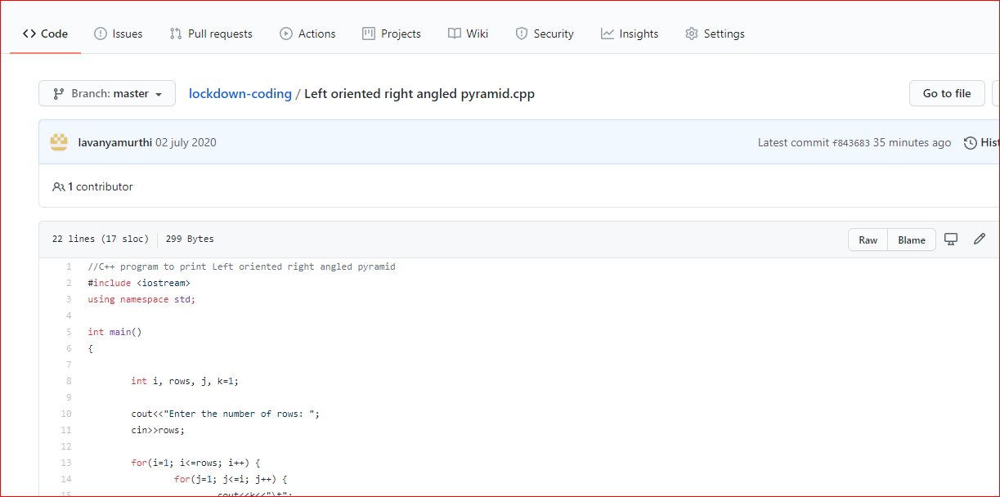 Code Issues Pull requests Actions Projects Wiki Security Insights Settings
Branch: master lockdown-coding / Left oriented right angled pyramid.cpp Go to file
lavanyamurthi 02 july 2020 Latest commit f843683 35 minutes ago Hist
1 contributor
22 lines (17 sloc) 299 Bytes Raw Blame
1 //C++ program to print Left oriented right angled pyramid
2 #include <iostream>
3 using namespace std;
4
5 int main()
6 {
7
8 int i, rows, j, k=1;
9
10 cout<<"Enter the number of rows: ";
11 cin>>rows;
12
13 for(i=1; i<=rows; i++) {
14 for(j=1; j<=i; j++) {
15 cout<<k<<"\t";